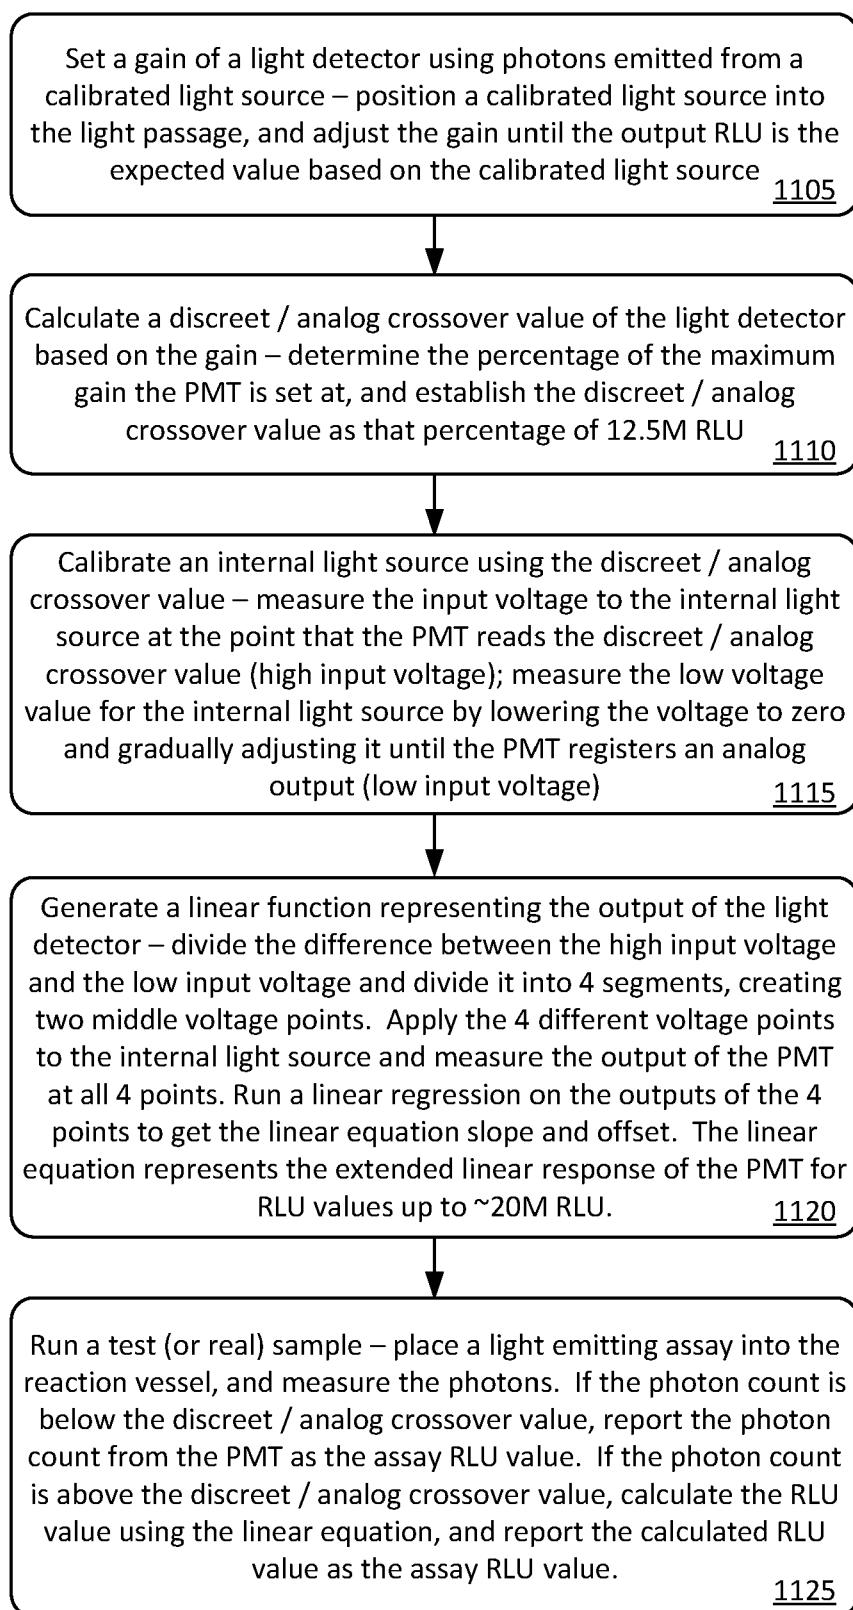 Set a gain of a light detector using photons emitted from a
calibrated light source – position a calibrated light source into
the light passage, and adjust the gain until the output RLU is the
expected value based on the calibrated light source
1105
Calculate a discreet / analog crossover value of the light detector
based on the gain – determine the percentage of the maximum
gain the PMT is set at, and establish the discreet / analog
crossover value as that percentage of 12.5M RLU
1110
Calibrate an internal light source using the discreet / analog
crossover value – measure the input voltage to the internal light
source at the point that the PMT reads the discreet / analog
crossover value (high input voltage); measure the low voltage
value for the internal light source by lowering the voltage to zero
and gradually adjusting it until the PMT registers an analog
output (low input voltage)
1115
Generate a linear function representing the output of the light
detector – divide the difference between the high input voltage
and the low input voltage and divide it into 4 segments, creating
two middle voltage points.  Apply the 4 different voltage points
to the internal light source and measure the output of the PMT
at all 4 points. Run a linear regression on the outputs of the 4
points to get the linear equation slope and offset.  The linear
equation represents the extended linear response of the PMT for
RLU values up to ~20M RLU.
1120
Run a test (or real) sample – place a light emitting assay into the
reaction vessel, and measure the photons.  If the photon count is
below the discreet / analog crossover value, report the photon
count from the PMT as the assay RLU value.  If the photon count
is above the discreet / analog crossover value, calculate the RLU
value using the linear equation, and report the calculated RLU
value as the assay RLU value.
1125